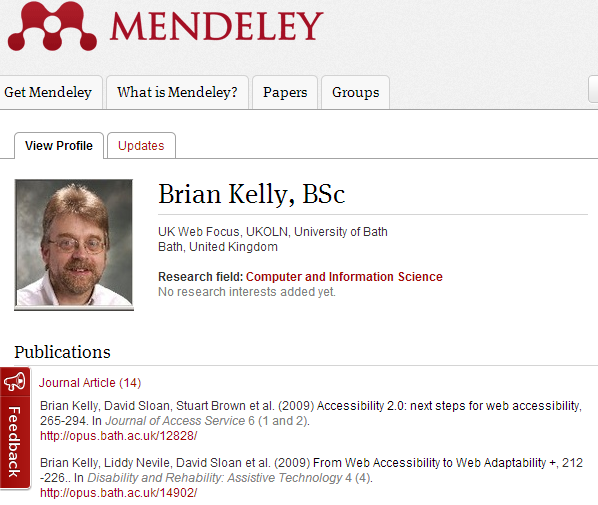 MENDELEY
Get Mendeley
What is Mendeley?
Papers
Groups
View Profile
Updates
Brian Kelly, BSc
UK Web Focus, UKOLN, University of Bath
Bath, United Kingdom
Research field: Computer and Information Science
No research interests added yet.
Publications
Feedback
Journal Article (14)
Brian Kelly, David Sloan, Stuart Brown et al. (2009) Accessibility 2.0: next steps for web accessibility,
265-294. In Journal of Access Service 6 (1 and 2).
http://opus.bath.ac.uk/12828/
Brian Kelly, Liddy Nevile, David Sloan et al. (2009) From Web Accessibility to Web Adaptability +, 212
-226.. In Disability and Rehability: Assistive Technology 4 (4).
http://opus.bath.ac.uk/14902/